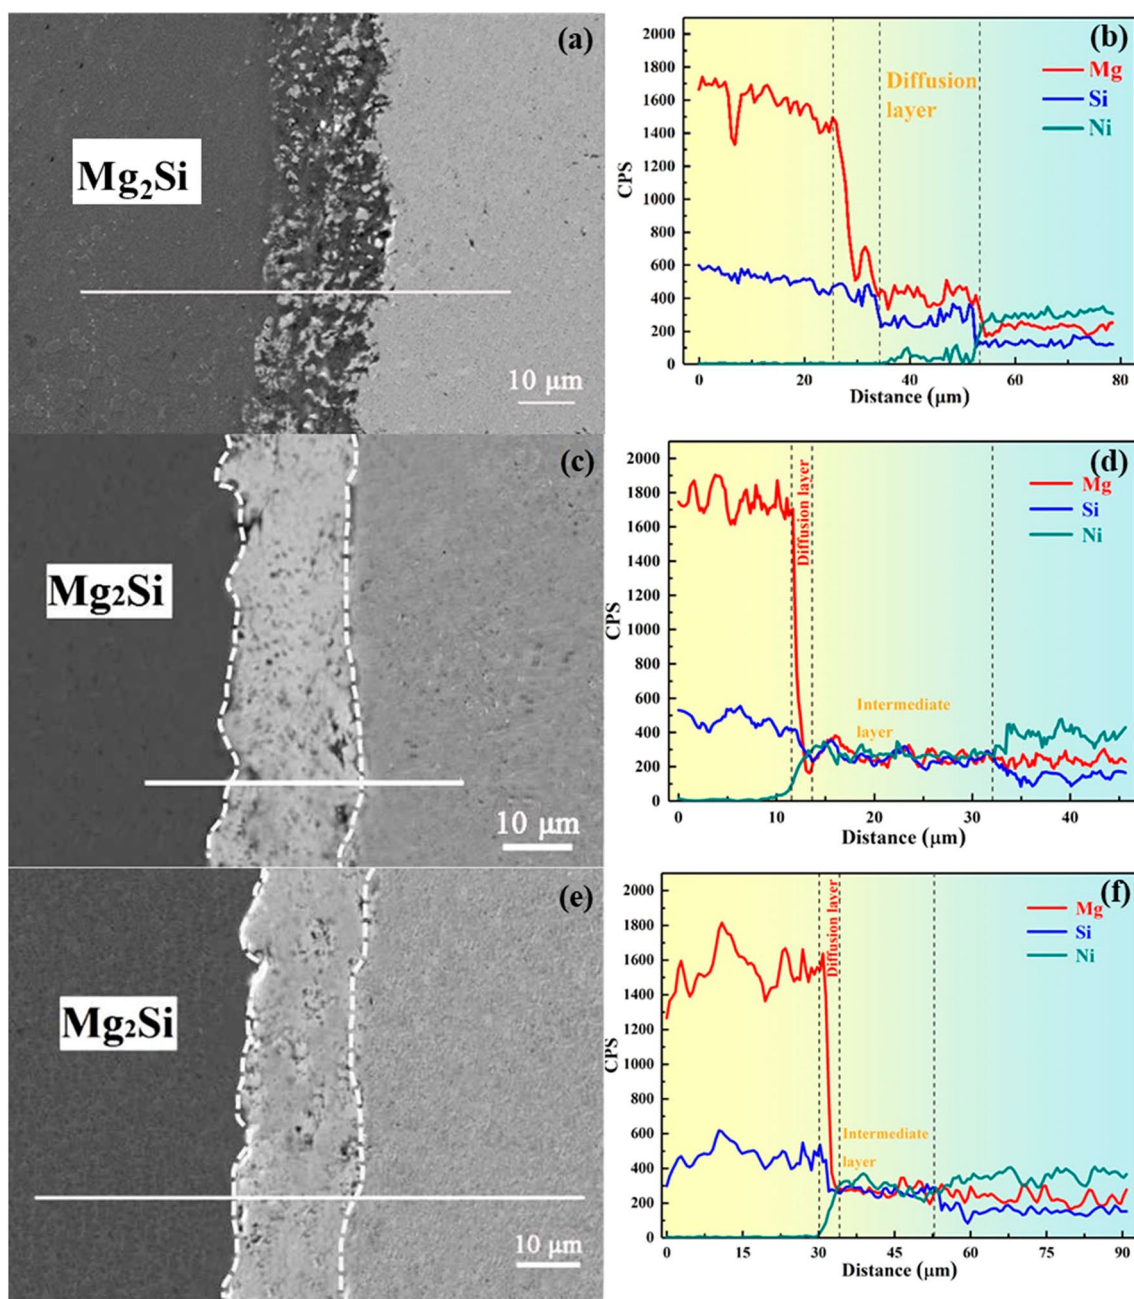 (a)
Mg₂Si
10 μm
(b)
2000
1800
1600
1400
1200
1000
800
600
400
200
0
CPS
Diffusion
layer
Mg
Si
Ni
0 20 40 60 80
Distance (μm)
(c)
Mg₂Si
10 μm
(d)
2000
1800
1600
1400
1200
1000
800
600
400
200
0
CPS
Diffusion layer
Mg
Si
Ni
Intermediate
layer
0 10 20 30 40
Distance (μm)
(e)
Mg₂Si
10 μm
(f)
2000
1800
1600
1400
1200
1000
800
600
400
200
0
CPS
Diffusion layer
Mg
Si
Ni
Intermediate
layer
0 15 30 45 60 75 90
Distance (μm)